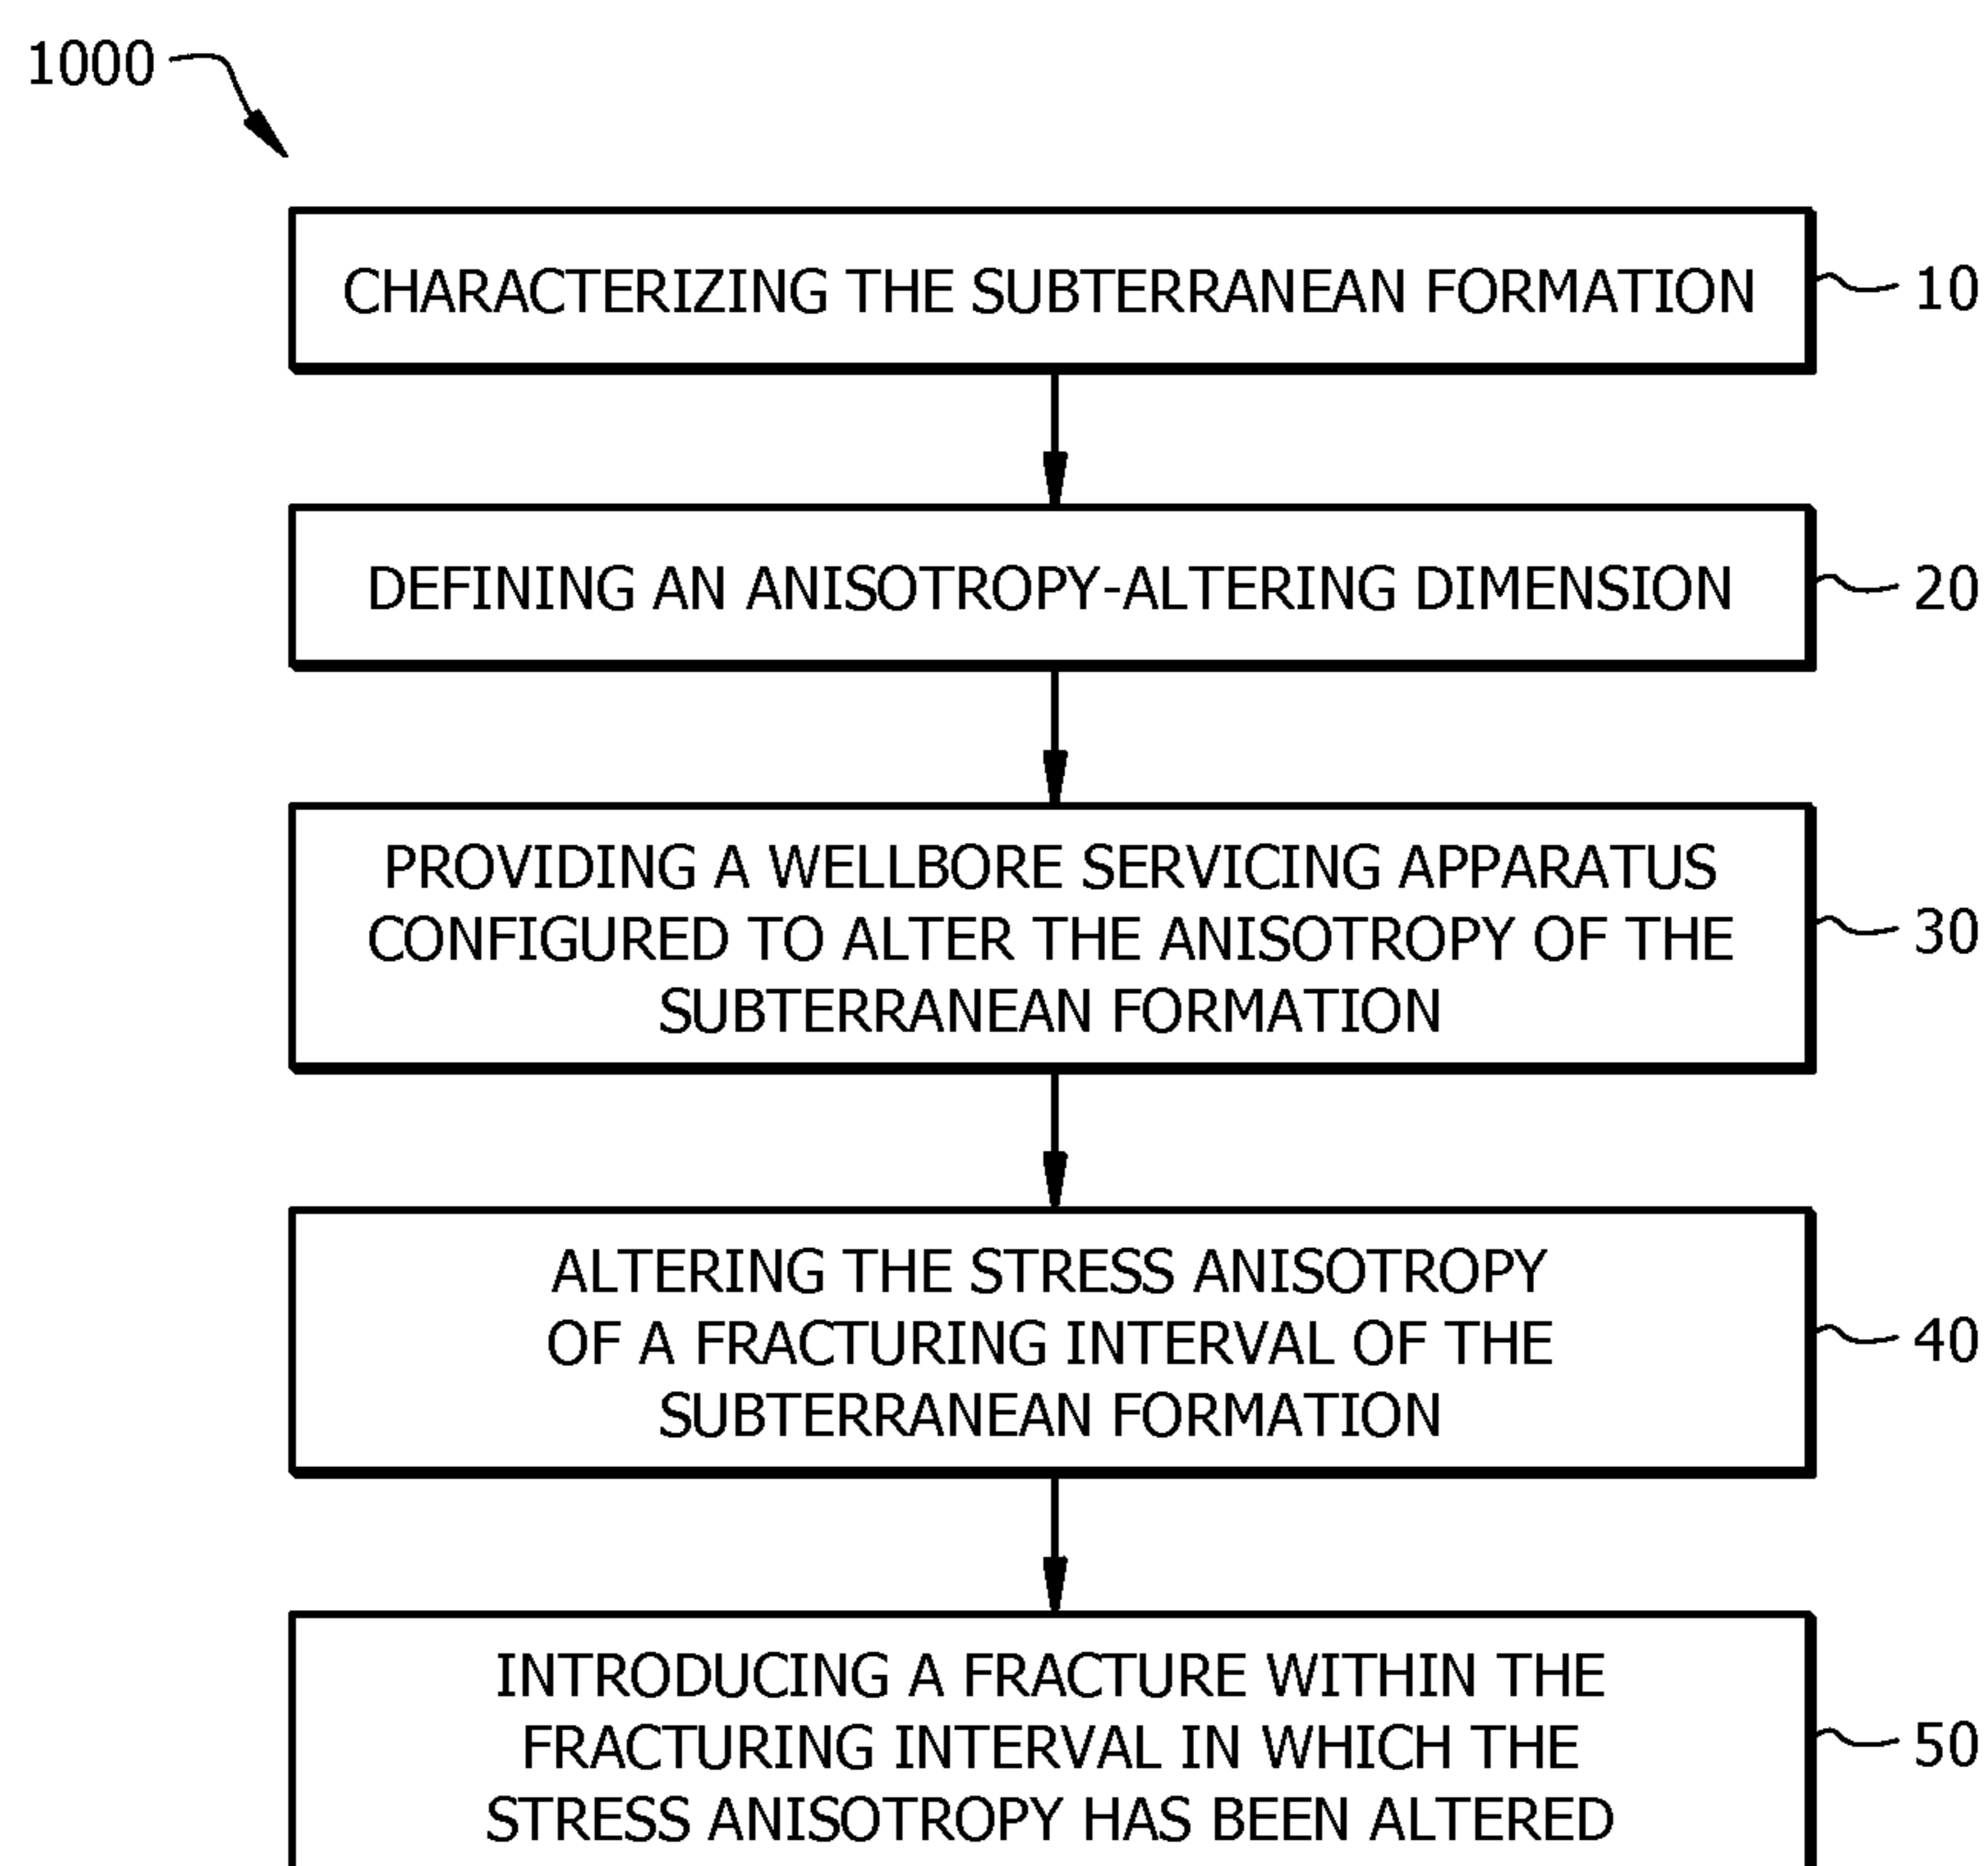 1000
CHARACTERIZING THE SUBTERRANEAN FORMATION
10
DEFINING AN ANISOTROPY-ALTERING DIMENSION
20
PROVIDING A WELLBORE SERVICING APPARATUS
CONFIGURED TO ALTER THE ANISOTROPY OF THE
SUBTERRANEAN FORMATION
30
ALTERING THE STRESS ANISOTROPY
OF A FRACTURING INTERVAL OF THE
SUBTERRANEAN FORMATION
40
INTRODUCING A FRACTURE WITHIN THE
FRACTURING INTERVAL IN WHICH THE
STRESS ANISOTROPY HAS BEEN ALTERED
50